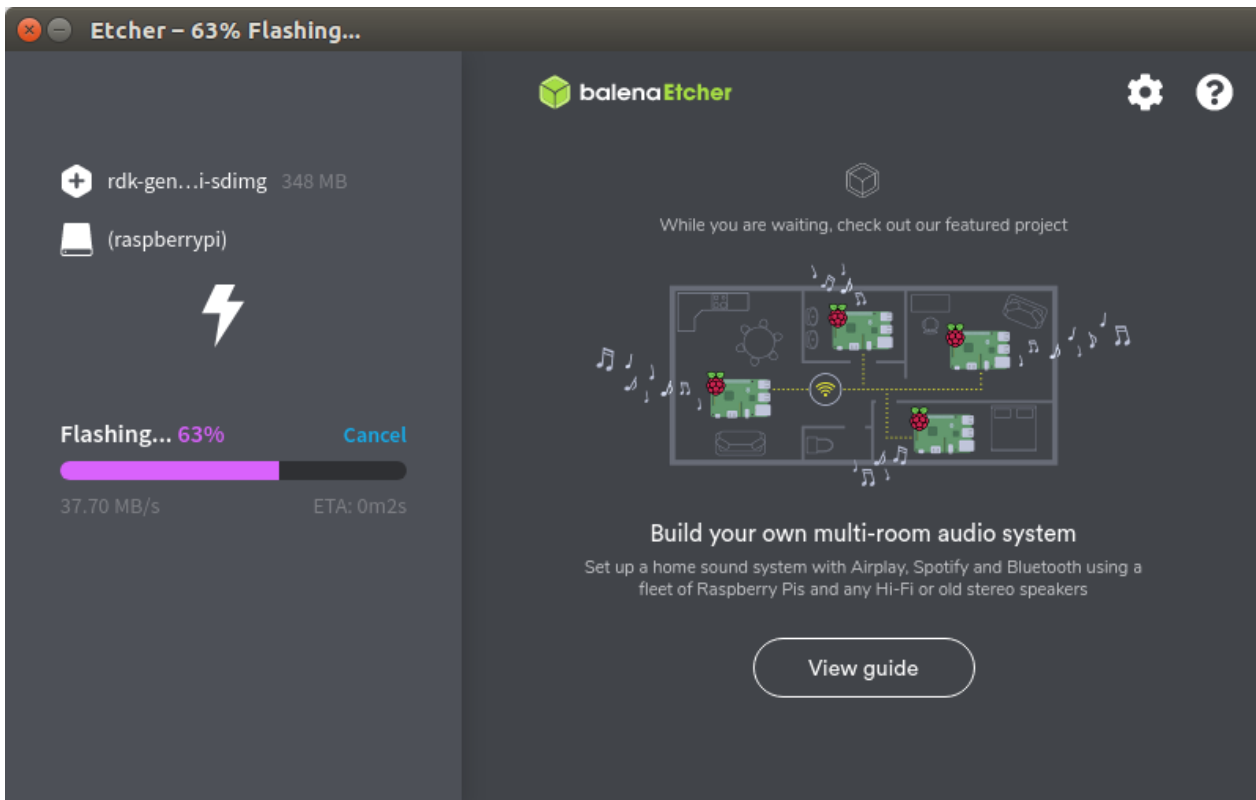 Etcher – 63% Flashing...
balenaEtcher
rdk-gen...i-sdimg 348 MB
(raspberrypi)
Flashing... 63% Cancel
37.70 MB/s ETA: 0m2s
While you are waiting, check out our featured project
Build your own multi-room audio system
Set up a home sound system with Airplay, Spotify and Bluetooth using a
fleet of Raspberry Pis and any Hi-Fi or old stereo speakers
View guide